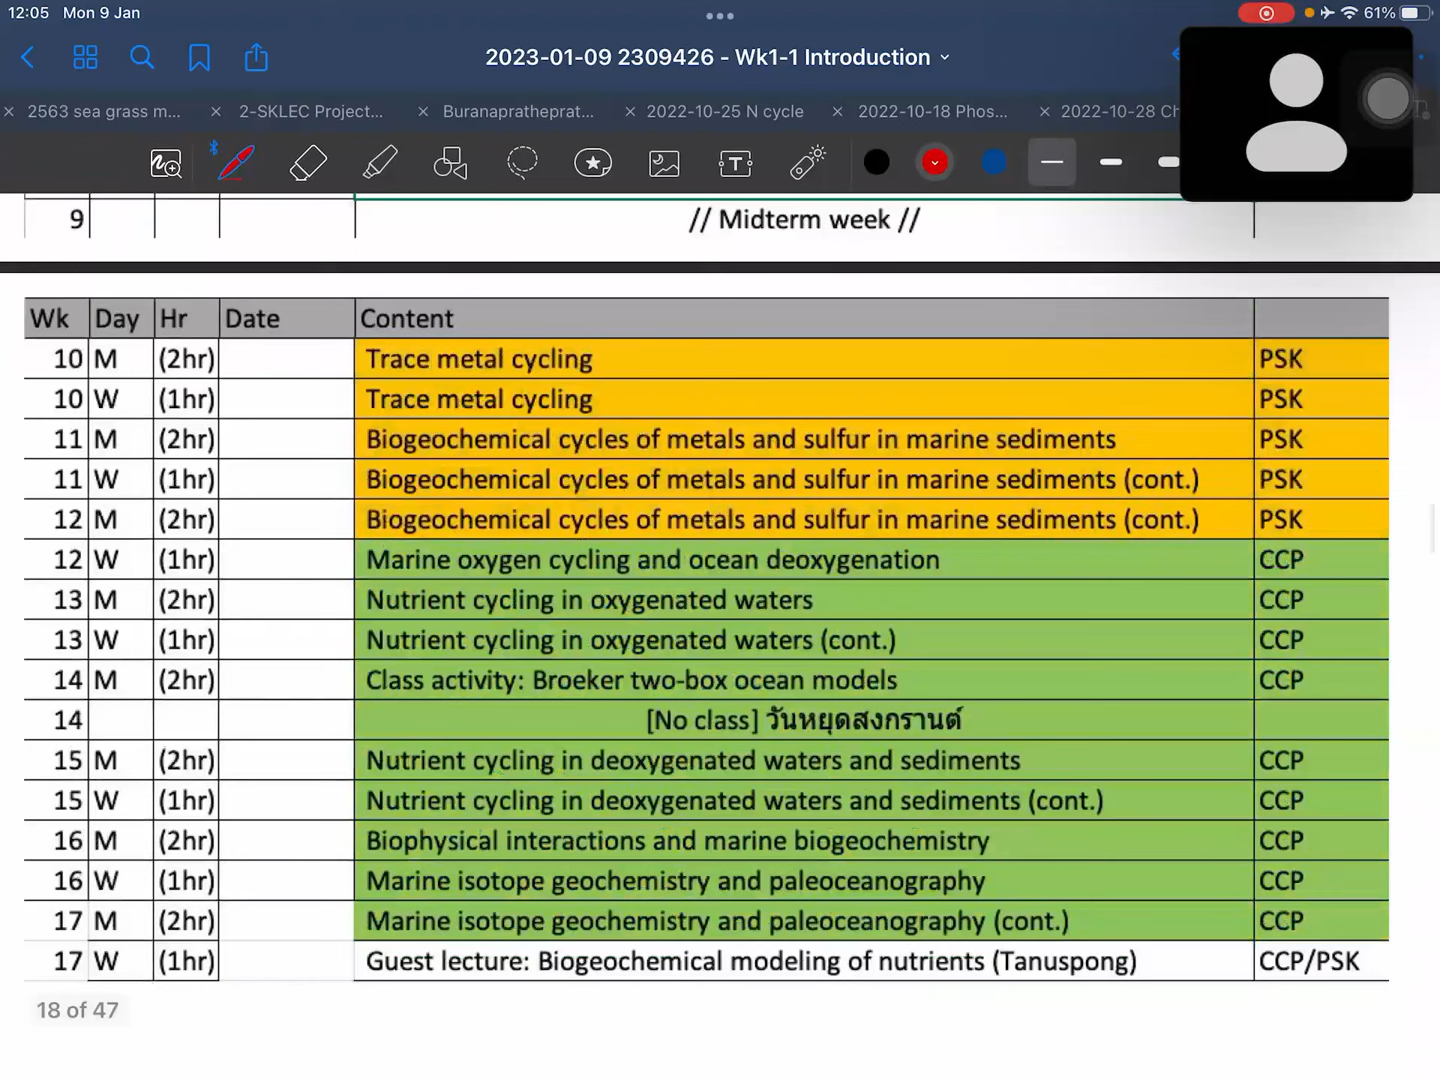 12:05 Mon 9 Jan
61%
2023-01-09 2309426 - Wk1-1 Introduction
2563 sea grass m...
2-SKLEC Project...
Buranapratheprat...
2022-10-25 N cycle
2022-10-18 Phos...
2022-10-28 Ch
9 // Midterm week //
Wk Day Hr Date Content
10 M (2hr) Trace metal cycling PSK
10 W (1hr) Trace metal cycling PSK
11 M (2hr) Biogeochemical cycles of metals and sulfur in marine sediments PSK
11 W (1hr) Biogeochemical cycles of metals and sulfur in marine sediments (cont.) PSK
12 M (2hr) Biogeochemical cycles of metals and sulfur in marine sediments (cont.) PSK
12 W (1hr) Marine oxygen cycling and ocean deoxygenation CCP
13 M (2hr) Nutrient cycling in oxygenated waters CCP
13 W (1hr) Nutrient cycling in oxygenated waters (cont.) CCP
14 M (2hr) Class activity: Broeker two-box ocean models CCP
14 [No class] วันหยุดสงกรานต์
15 M (2hr) Nutrient cycling in deoxygenated waters and sediments CCP
15 W (1hr) Nutrient cycling in deoxygenated waters and sediments (cont.) CCP
16 M (2hr) Biophysical interactions and marine biogeochemistry CCP
16 W (1hr) Marine isotope geochemistry and paleoceanography CCP
17 M (2hr) Marine isotope geochemistry and paleoceanography (cont.) CCP
17 W (1hr) Guest lecture: Biogeochemical modeling of nutrients (Tanuspong) CCP/PSK
18 of 47